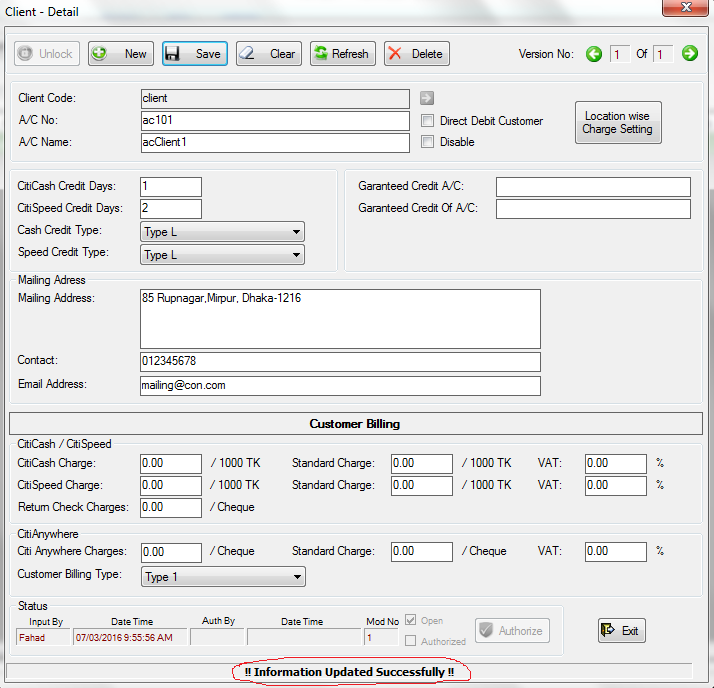 Client - Detail
Unlock New Save Clear Refresh Delete Version No: 1 Of 1
Client Code: client
A/C No: ac101 Direct Debit Customer
A/C Name: acClient1 Disable
Location wise
Charge Setting
CitiCash Credit Days: 1 Garanteed Credit A/C:
CitiSpeed Credit Days: 2 Garanteed Credit Of A/C:
Cash Credit Type: Type L
Speed Credit Type: Type L
Mailing Adress
Mailing Address: 85 Rupnagar,Mirpur, Dhaka-1216
Contact: 012345678
Email Address: mailing@con.com
Customer Billing
CitiCash / CitiSpeed
CitiCash Charge: 0.00 / 1000 TK Standard Charge: 0.00 / 1000 TK VAT: 0.00 %
CitiSpeed Charge: 0.00 / 1000 TK Standard Charge: 0.00 / 1000 TK VAT: 0.00 %
Return Check Charges: 0.00 / Cheque
CitiAnywhere
Citi Anywhere Charges: 0.00 / Cheque Standard Charge: 0.00 / Cheque VAT: 0.00 %
Customer Billing Type: Type 1
Status
Input By Date Time Auth By Date Time Mod No Open
Fahad 07/03/2016 9:55:56 AM 1 Authorized
Authorize Exit
!! Information Updated Successfully !!